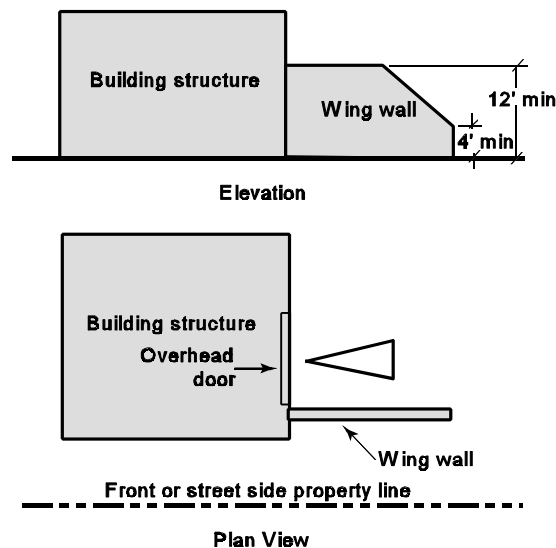 Building structure
Wing wall
12' min
4' min
Elevation
Building structure
Overhead
door
Wing wall
Front or street side property line
Plan View